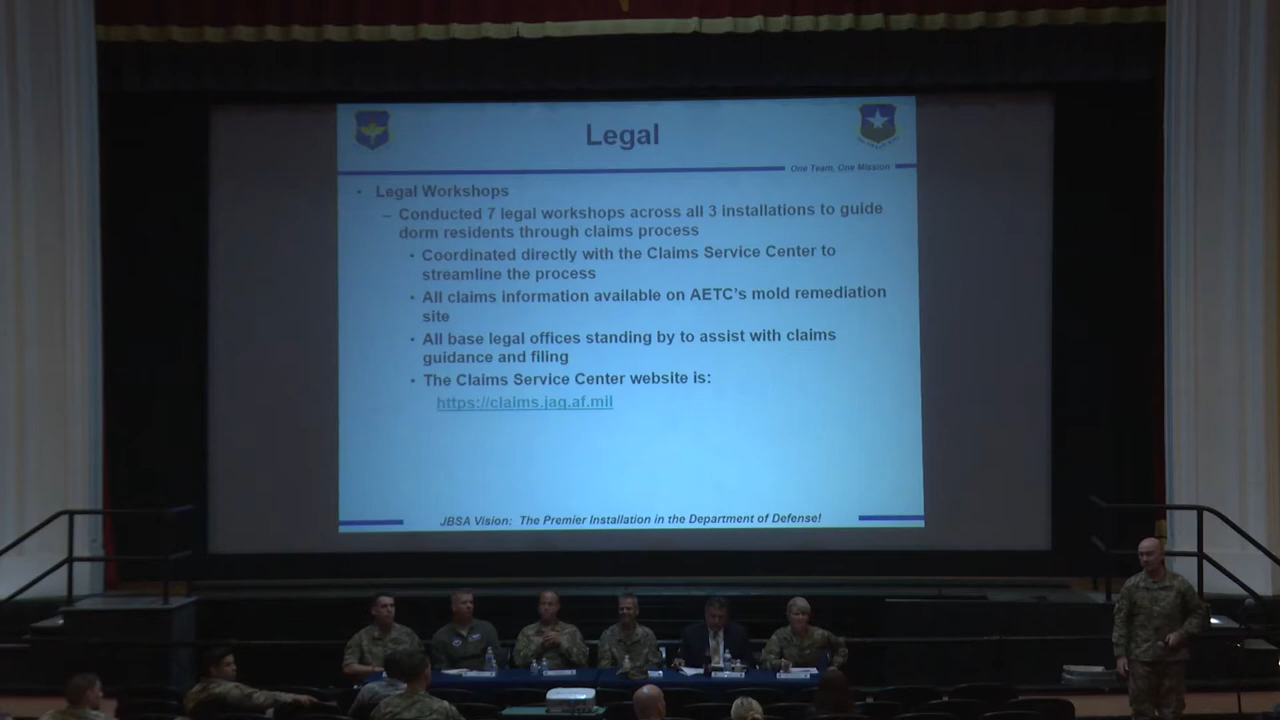 Legal
One Team, One Mission
• Legal Workshops
– Conducted 7 legal workshops across all 3 installations to guide
dorm residents through claims process
• Coordinated directly with the Claims Service Center to
streamline the process
• All claims information available on AETC's mold remediation
site
• All base legal offices standing by to assist with claims
guidance and filing
• The Claims Service Center website is:
https://claims.jag.af.mil
JBSA Vision: The Premier Installation in the Department of Defense!